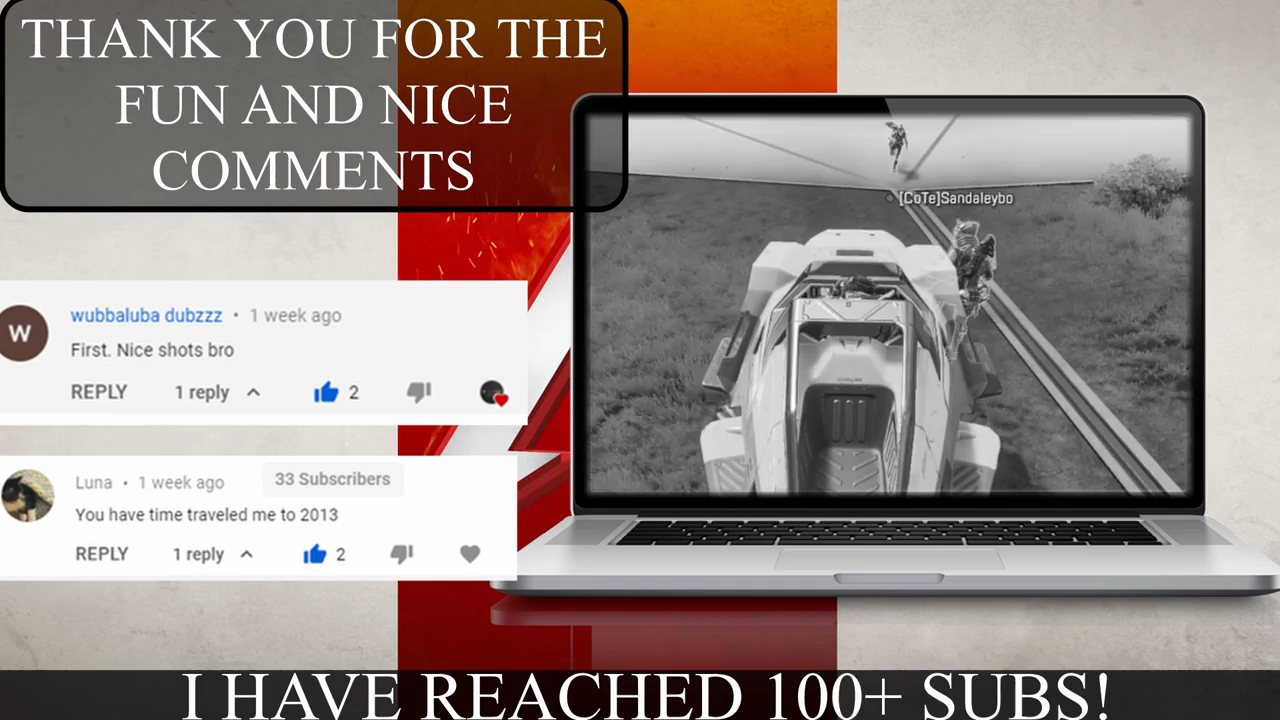 THANK YOU FOR THE
FUN AND NICE
COMMENTS
[CoTe]Sandaleybo
W
wubbaluba dubzzz • 1 week ago
First. Nice shots bro
REPLY 1 reply 2
Luna • 1 week ago 33 Subscribers
You have time traveled me to 2013
REPLY 1 reply 2
I HAVE REACHED 100+ SUBS!